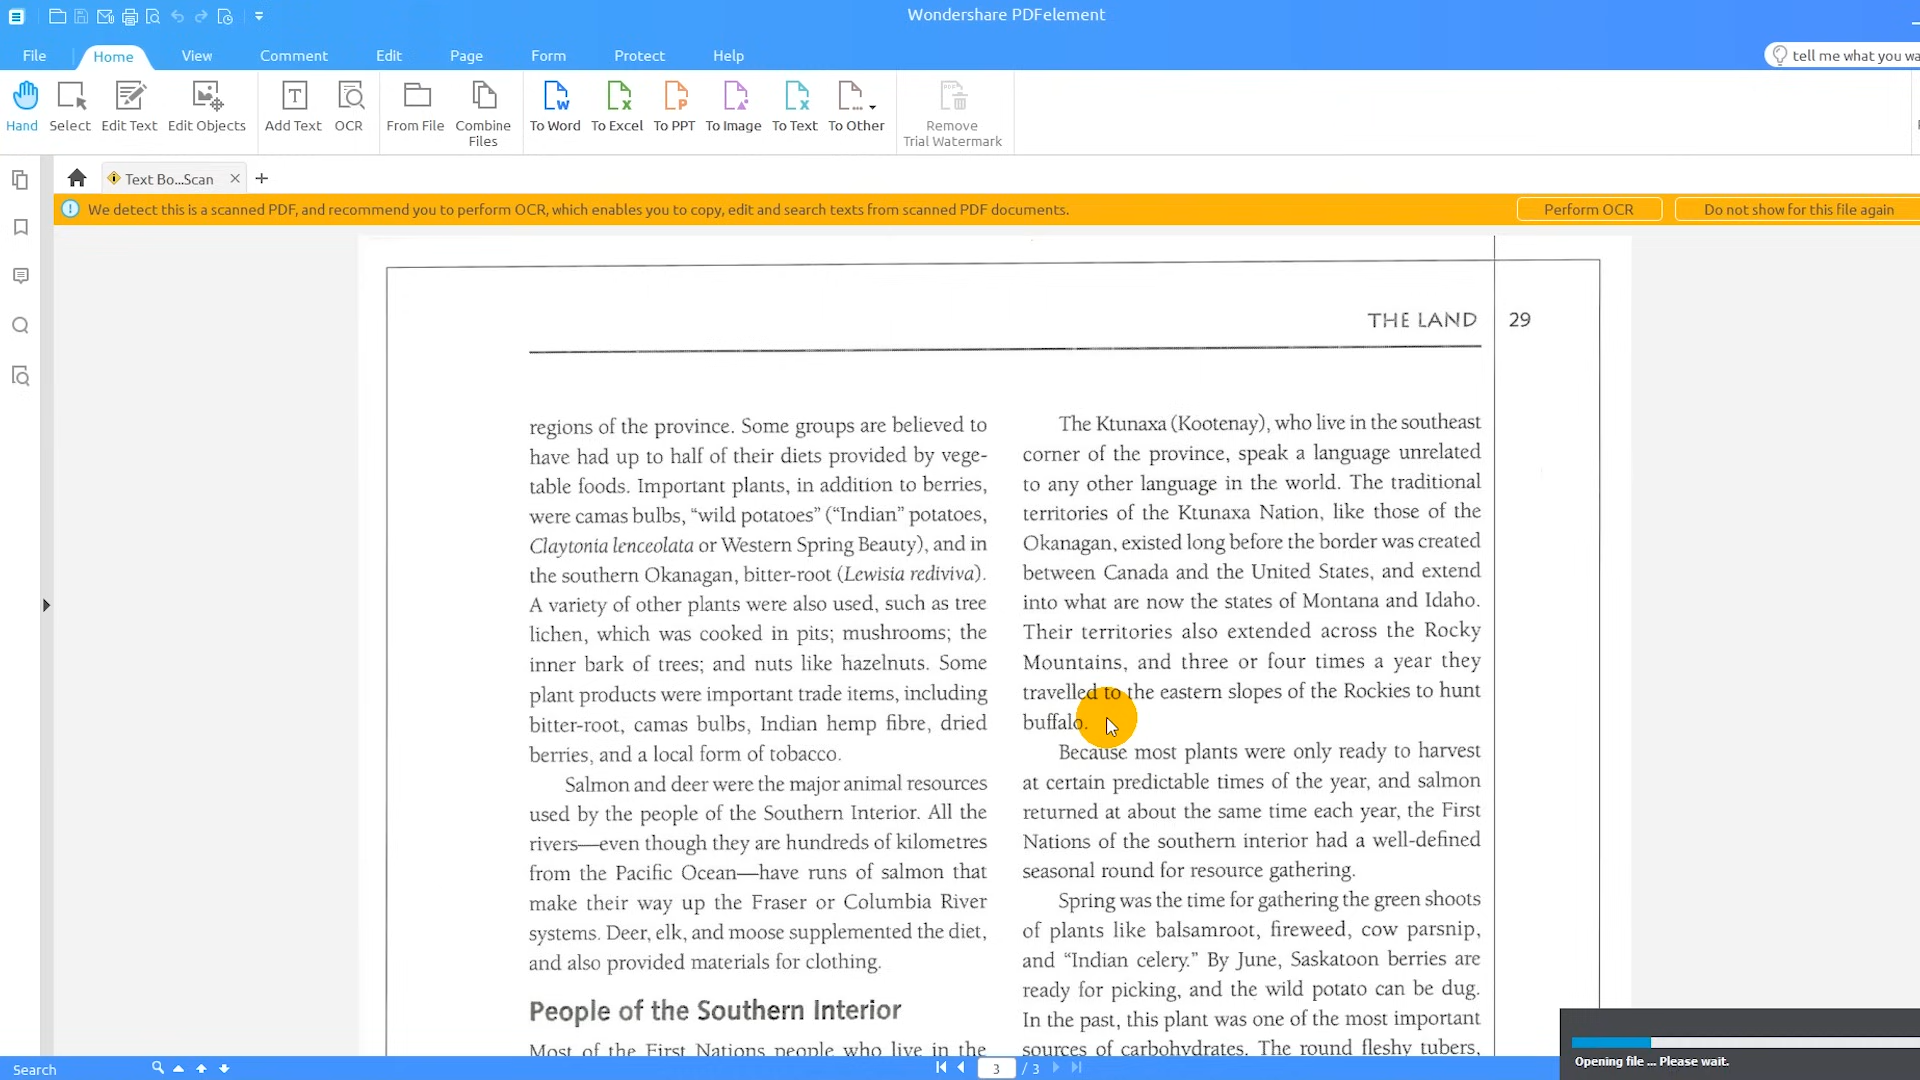 Wondershare PDFelement
File Home View Comment Edit Page Form Protect Help
tell me what you wa
Hand Select Edit Text Edit Objects Add Text OCR From File Combine Files To Word To Excel To PPT To Image To Text To Other Remove Trial Watermark
Text Bo...Scan
We detect this is a scanned PDF, and recommend you to perform OCR, which enables you to copy, edit and search texts from scanned PDF documents.
Perform OCR
Do not show for this file again
THE LAND 29
regions of the province. Some groups are believed to
have had up to half of their diets provided by vege-
table foods. Important plants, in addition to berries,
were camas bulbs, “wild potatoes” (“Indian” potatoes,
Claytonia lenceolata or Western Spring Beauty), and in
the southern Okanagan, bitter-root (Lewisia rediviva).
A variety of other plants were also used, such as tree
lichen, which was cooked in pits; mushrooms; the
inner bark of trees; and nuts like hazelnuts. Some
plant products were important trade items, including
bitter-root, camas bulbs, Indian hemp fibre, dried
berries, and a local form of tobacco.
Salmon and deer were the major animal resources
used by the people of the Southern Interior. All the
rivers—even though they are hundreds of kilometres
from the Pacific Ocean—have runs of salmon that
make their way up the Fraser or Columbia River
systems. Deer, elk, and moose supplemented the diet,
and also provided materials for clothing.
People of the Southern Interior
Most of the First Nations people who live in the
The Ktunaxa (Kootenay), who live in the southeast
corner of the province, speak a language unrelated
to any other language in the world. The traditional
territories of the Ktunaxa Nation, like those of the
Okanagan, existed long before the border was created
between Canada and the United States, and extend
into what are now the states of Montana and Idaho.
Their territories also extended across the Rocky
Mountains, and three or four times a year they
travelled to the eastern slopes of the Rockies to hunt
buffalo.
Because most plants were only ready to harvest
at certain predictable times of the year, and salmon
returned at about the same time each year, the First
Nations of the southern interior had a well-defined
seasonal round for resource gathering.
Spring was the time for gathering the green shoots
of plants like balsamroot, fireweed, cow parsnip,
and “Indian celery.” By June, Saskatoon berries are
ready for picking, and the wild potato can be dug.
In the past, this plant was one of the most important
sources of carbohydrates. The round fleshy tubers,
Search
3 / 3
Opening file ... Please wait.